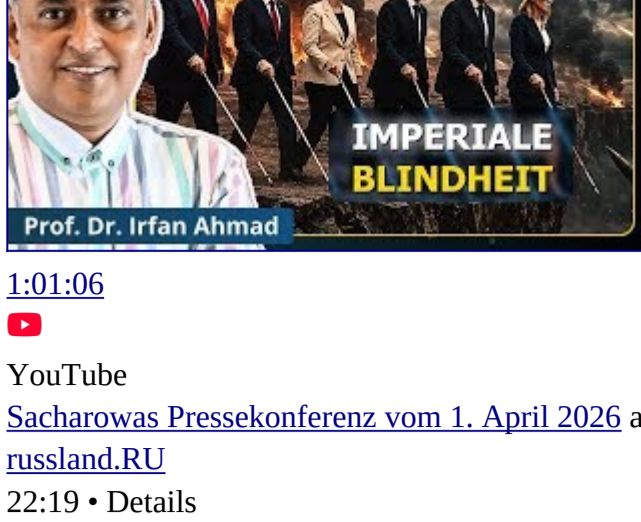 IMPERIALE
BLINDHEIT
Prof. Dr. Irfan Ahmad
1:01:06
YouTube
Sacharowas Pressekonferenz vom 1. April 2026 a
russland.RU
22:19 • Details